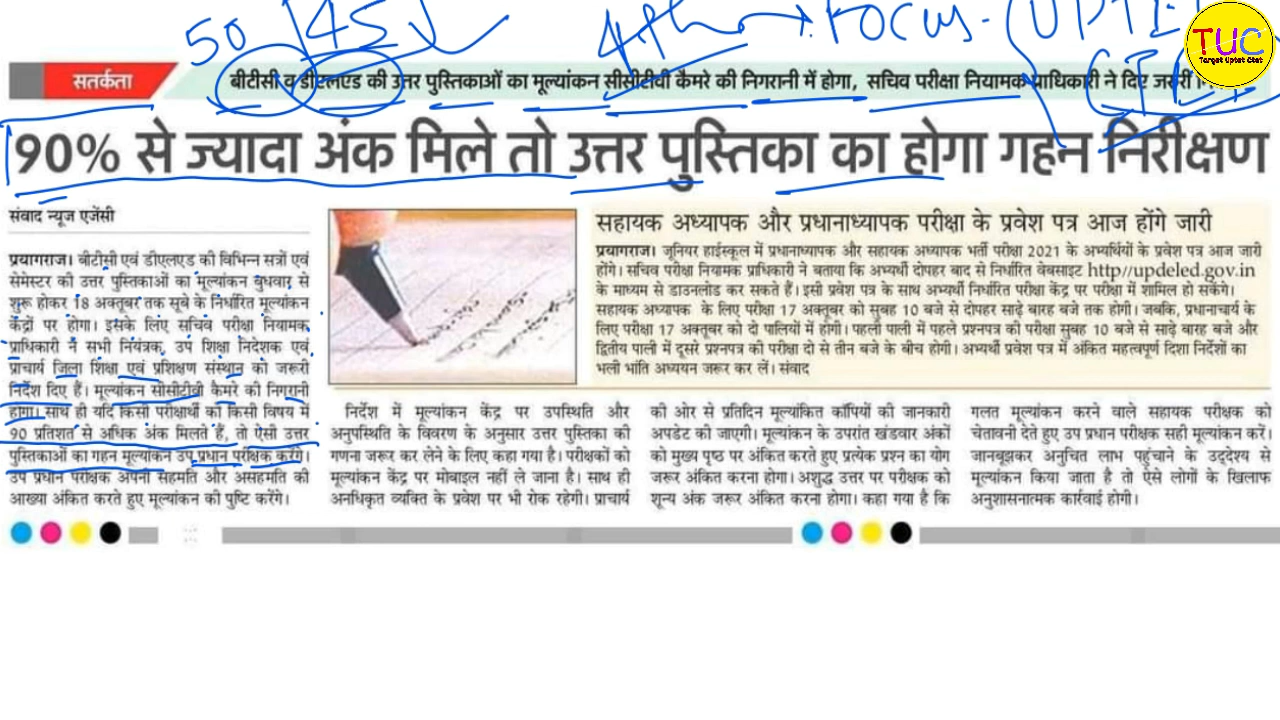 50 45
4th → FOCUS - (UPTET
TUC
Target Uptet Ctet
सतर्कता
बीटीसी व डीएलएड की उत्तर पुस्तिकाओं का मूल्यांकन सीसीटीवी कैमरे की निगरानी में होगा, सचिव परीक्षा नियामक प्राधिकारी ने दिए जरूरी
90% से ज्यादा अंक मिले तो उत्तर पुस्तिका का होगा गहन निरीक्षण
संवाद न्यूज एजेंसी
प्रयागराज। बीटीसी एवं डीएलएड की विभिन्न सत्रों एवं
सेमेस्टर की उत्तर पुस्तिकाओं का मूल्यांकन बुधवार से
शुरू होकर 18 अक्तूबर तक सूबे के निर्धारित मूल्यांकन
केंद्रों पर होगा। इसके लिए सचिव परीक्षा नियामक
प्राधिकारी ने सभी नियंत्रक, उप शिक्षा निदेशक एवं
प्राचार्य जिला शिक्षा एवं प्रशिक्षण संस्थान को जरूरी
निर्देश दिए हैं। मूल्यांकन सीसीटीवी कैमरे की निगरानी
होगा। साथ ही यदि किसी परीक्षार्थी को किसी विषय में
90 प्रतिशत से अधिक अंक मिलते हैं, तो ऐसी उत्तर
पुस्तिकाओं का गहन मूल्यांकन उप प्रधान परीक्षक करेंगे।
उप प्रधान परीक्षक अपनी सहमति और असहमति की
आख्या अंकित करते हुए मूल्यांकन की पुष्टि करेंगे।
सहायक अध्यापक और प्रधानाध्यापक परीक्षा के प्रवेश पत्र आज होंगे जारी
प्रयागराज। जूनियर हाईस्कूल में प्रधानाध्यापक और सहायक अध्यापक भर्ती परीक्षा 2021 के अभ्यर्थियों के प्रवेश पत्र आज जारी
होंगे। सचिव परीक्षा नियामक प्राधिकारी ने बताया कि अभ्यर्थी दोपहर बाद से निर्धारित वेबसाइट http//updeled.gov.in
के माध्यम से डाउनलोड कर सकते हैं। इसी प्रवेश पत्र के साथ अभ्यर्थी निर्धारित परीक्षा केंद्र पर परीक्षा में शामिल हो सकेंगे।
सहायक अध्यापक के लिए परीक्षा 17 अक्तूबर को सुबह 10 बजे से दोपहर साढ़े बारह बजे तक होगी। जबकि, प्रधानाचार्य के
लिए परीक्षा 17 अक्तूबर को दो पालियों में होगी। पहली पाली में पहले प्रश्नपत्र की परीक्षा सुबह 10 बजे से साढ़े बारह बजे और
द्वितीय पाली में दूसरे प्रश्नपत्र की परीक्षा दो से तीन बजे के बीच होगी। अभ्यर्थी प्रवेश पत्र में अंकित महत्वपूर्ण दिशा निर्देशों का
भली भांति अध्ययन जरूर कर लें। संवाद
निर्देश में मूल्यांकन केंद्र पर उपस्थिति और
अनुपस्थिति के विवरण के अनुसार उत्तर पुस्तिका की
गणना जरूर कर लेने के लिए कहा गया है। परीक्षकों को
मूल्यांकन केंद्र पर मोबाइल नहीं ले जाना है। साथ ही
अनधिकृत व्यक्ति के प्रवेश पर भी रोक रहेगी। प्राचार्य
की ओर से प्रतिदिन मूल्यांकित कॉपियों की जानकारी
अपडेट की जाएगी। मूल्यांकन के उपरांत खंडवार अंकों
को मुख्य पृष्ठ पर अंकित करते हुए प्रत्येक प्रश्न का योग
जरूर अंकित करना होगा। अशुद्ध उत्तर पर परीक्षक को
शून्य अंक जरूर अंकित करना होगा। कहा गया है कि
गलत मूल्यांकन करने वाले सहायक परीक्षक को
चेतावनी देते हुए उप प्रधान परीक्षक सही मूल्यांकन करें।
जानबूझकर अनुचित लाभ पहुंचाने के उद्देश्य से
मूल्यांकन किया जाता है तो ऐसे लोगों के खिलाफ
अनुशासनात्मक कार्रवाई होगी।